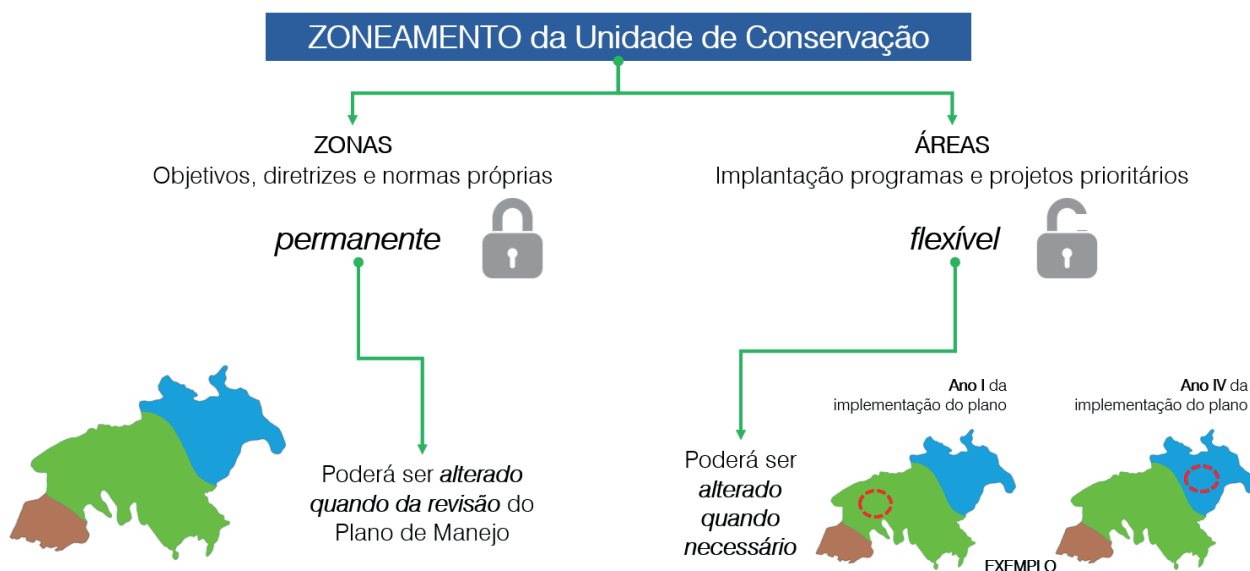 ZONEAMENTO da Unidade de Conservação
ZONAS
Objetivos, diretrizes e normas próprias
permanente
ÁREAS
Implantação programas e projetos prioritários
flexível
Poderá ser alterado
quando da revisão do
Plano de Manejo
Poderá ser
alterado
quando
necessário
Ano I da
implementação do plano
Ano IV da
implementação do plano
EXEMPLO